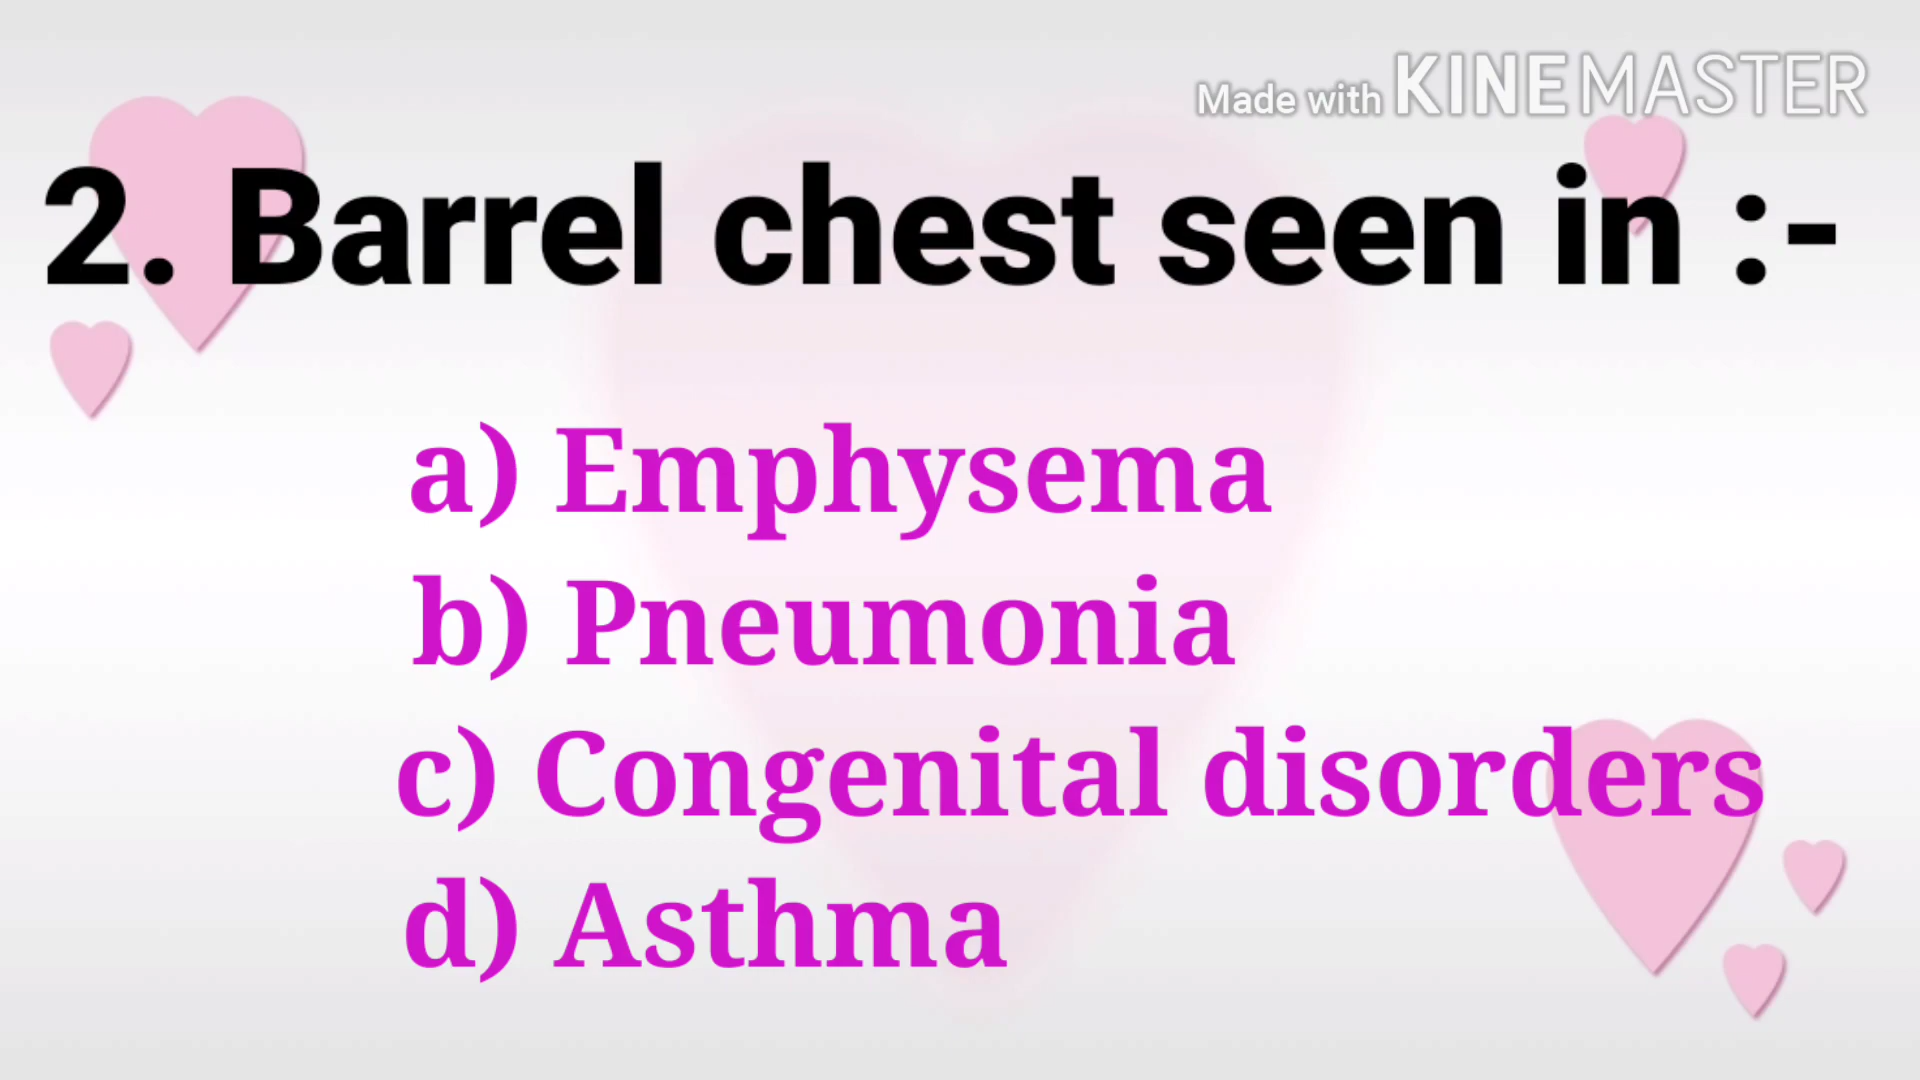 Made with KINEMASTER
2. Barrel chest seen in :-
a) Emphysema
b) Pneumonia
c) Congenital disorders
d) Asthma